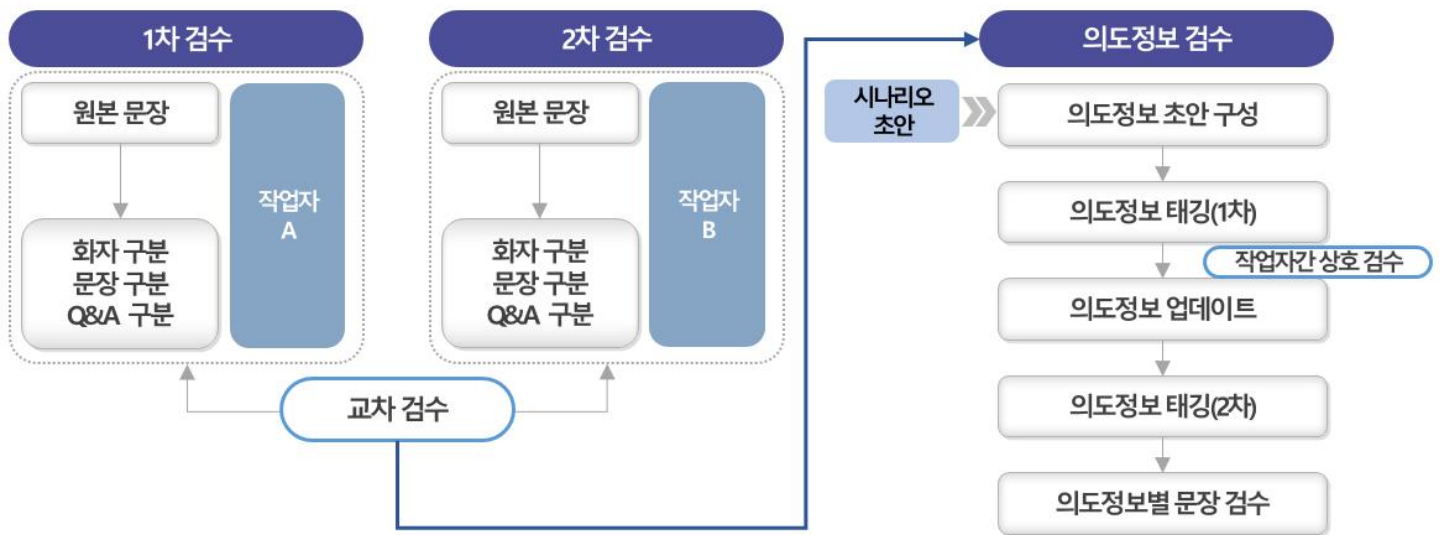 1차 검수
원본 문장
화자 구분
문장 구분
Q&A 구분
작업자
A
2차 검수
원본 문장
화자 구분
문장 구분
Q&A 구분
작업자
B
교차 검수
의도정보 검수
시나리오
초안
의도정보 초안 구성
의도정보 태깅(1차)
작업자간 상호 검수
의도정보 업데이트
의도정보 태깅(2차)
의도정보별 문장 검수